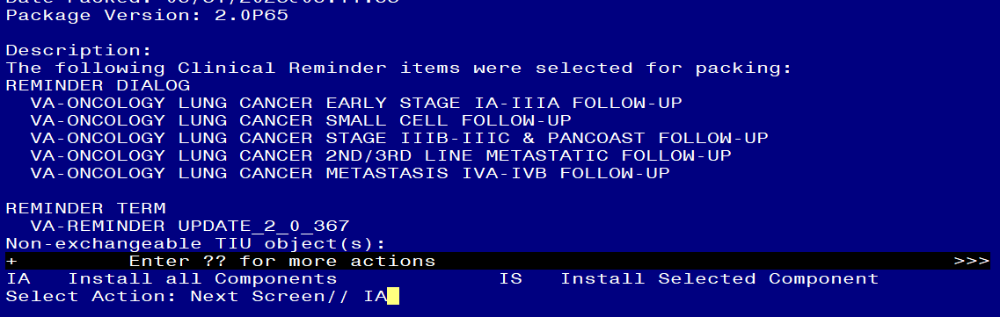 Package Version: 2.0P65
Description:
The following Clinical Reminder items were selected for packing:
REMINDER DIALOG
VA-ONCOLOGY LUNG CANCER EARLY STAGE IA-IIIA FOLLOW-UP
VA-ONCOLOGY LUNG CANCER SMALL CELL FOLLOW-UP
VA-ONCOLOGY LUNG CANCER STAGE IIIB-IIIC & PANCOAST FOLLOW-UP
VA-ONCOLOGY LUNG CANCER 2ND/3RD LINE METASTATIC FOLLOW-UP
VA-ONCOLOGY LUNG CANCER METASTASIS IVA-IVB FOLLOW-UP
REMINDER TERM
VA-REMINDER UPDATE_2_0_367
Non-exchangeable TIU object(s):
+ Enter ?? for more actions >>>
IA Install all Components IS Install Selected Component
Select Action: Next Screen// IA